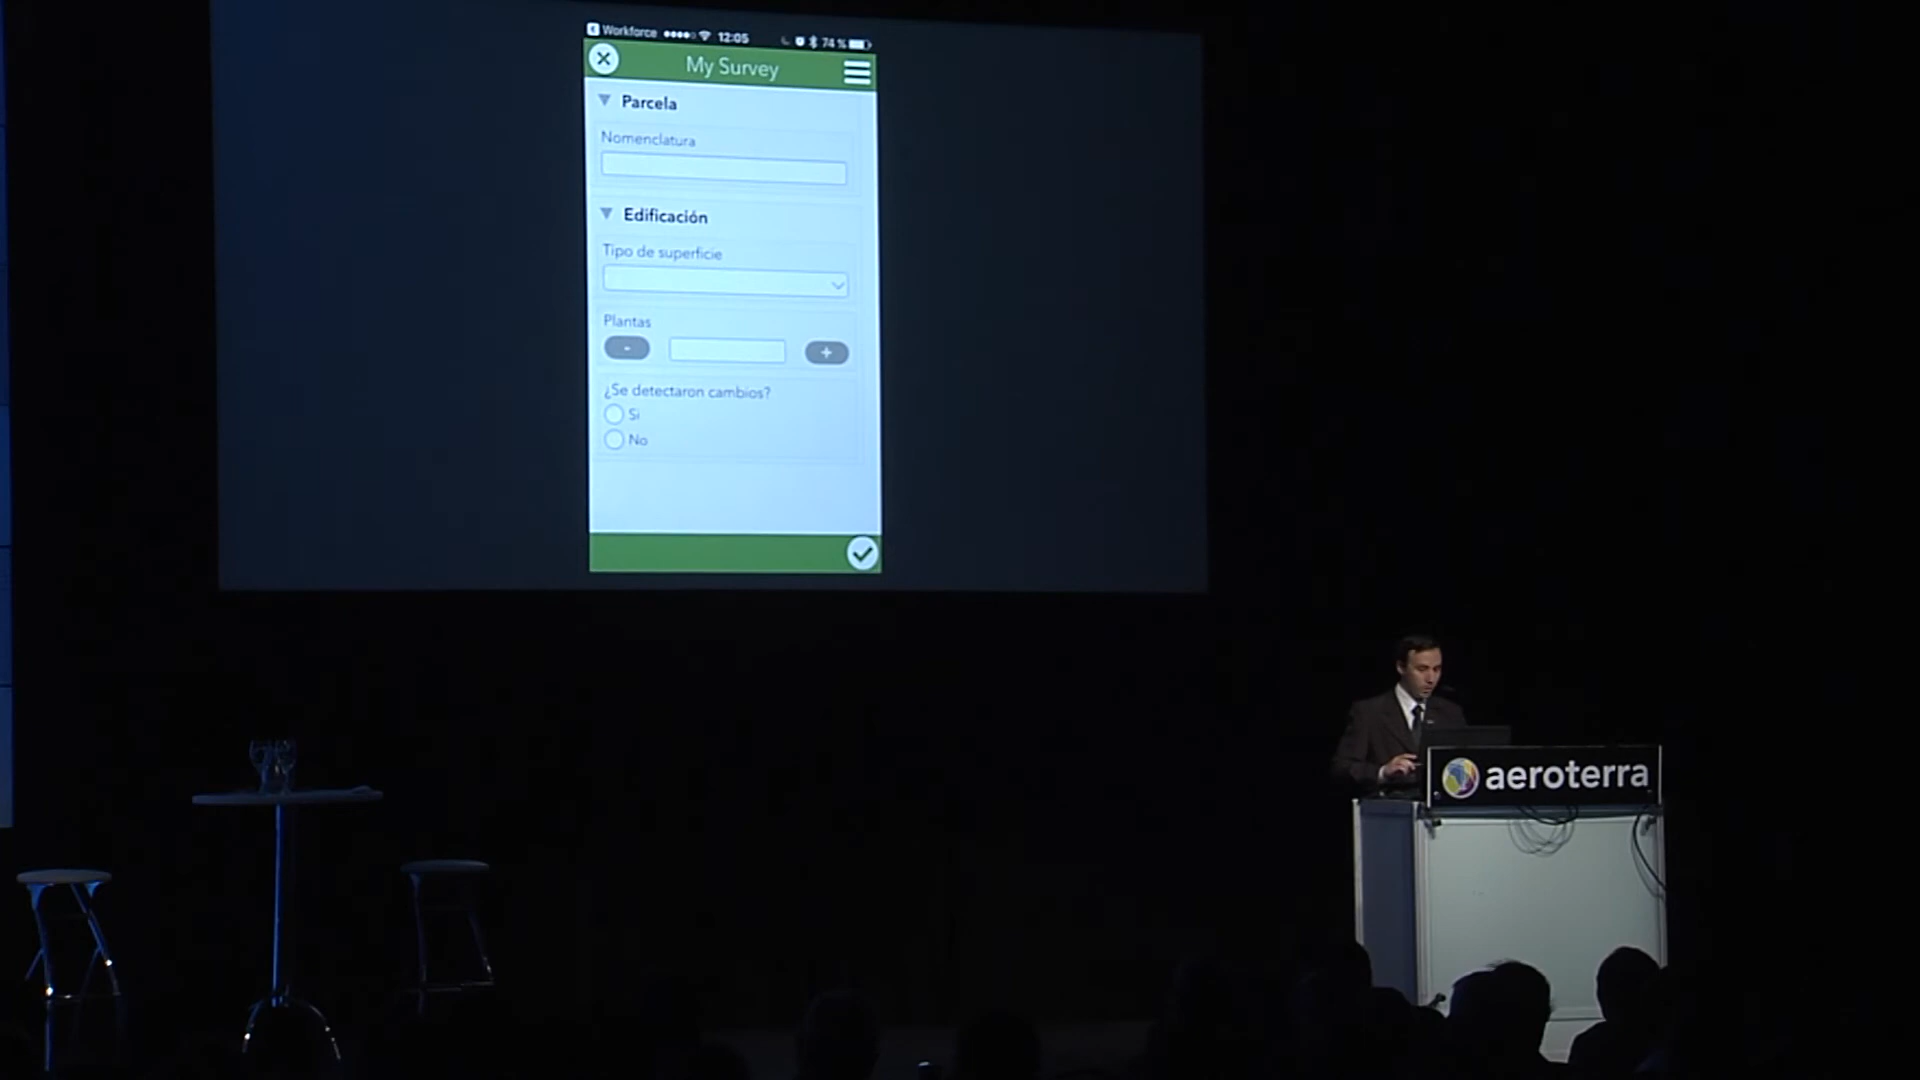 Workforce 12:05 74 %
My Survey
Parcela
Nomenclatura
Edificación
Tipo de superficie
Plantas
- +
¿Se detectaron cambios?
Si
No
aeroterra